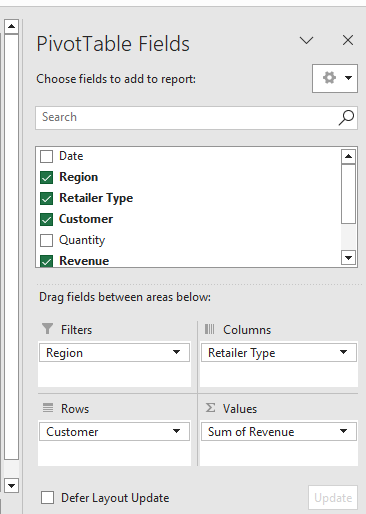 PivotTable Fields
Choose fields to add to report:
Search
Date
Region
Retailer Type
Customer
Quantity
Revenue
Drag fields between areas below:
Filters
Columns
Region
Retailer Type
Rows
Σ Values
Customer
Sum of Revenue
Defer Layout Update
Update